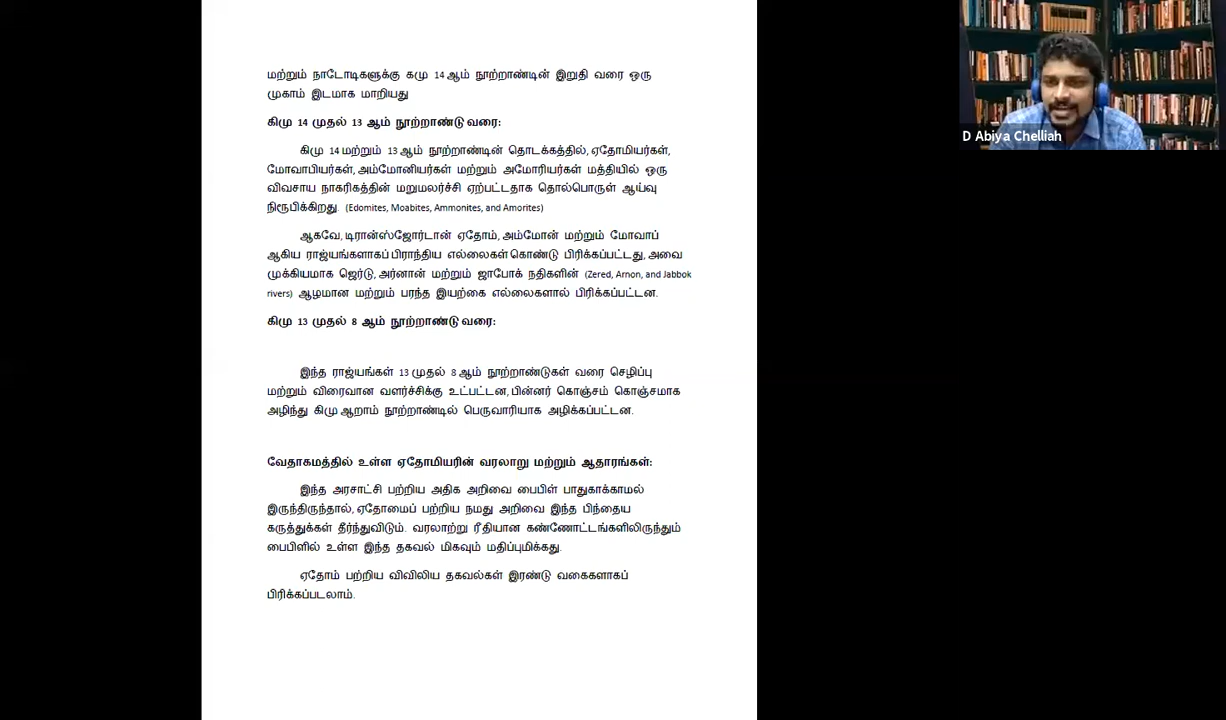 மற்றும் நாடோடிகளுக்கு கமு 14 ஆம் நூற்றாண்டின் இறுதி வரை ஒரு
முகாம் இடமாக மாறியது
கிமு 14 முதல் 13 ஆம் நூற்றாண்டு வரை:
கிமு 14 மற்றும் 13 ஆம் நூற்றாண்டின் தொடக்கத்தில், ஏதோமியர்கள்,
மோவாபியர்கள், அம்மோனியர்கள் மற்றும் அமோரியர்கள் மத்தியில் ஒரு
விவசாய நாகரிகத்தின் மறுமலர்ச்சி ஏற்பட்டதாக தொல்பொருள் ஆய்வு
நிரூபிக்கிறது. (Edomites, Moabites, Ammonites, and Amorites)
ஆகவே, டிரான்ஸ்ஜோர்டான் ஏதோம், அம்மோன் மற்றும் மோவாப்
ஆகிய ராஜ்யங்களாகப் பிராந்திய எல்லைகள் கொண்டு பிரிக்கப்பட்டது, அவை
முக்கியமாக ஜெர்டு, அர்னான் மற்றும் ஜாபோக் நதிகளின் (Zered, Arnon, and Jabbok
rivers) ஆழமான மற்றும் பரந்த இயற்கை எல்லைகளால் பிரிக்கப்பட்டன.
கிமு 13 முதல் 8 ஆம் நூற்றாண்டு வரை:
இந்த ராஜ்யங்கள் 13 முதல் 8 ஆம் நூற்றாண்டுகள் வரை செழிப்பு
மற்றும் விரைவான வளர்ச்சிக்கு உட்பட்டன, பின்னர் கொஞ்சம் கொஞ்சமாக
அழிந்து கிமு ஆறாம் நூற்றாண்டில் பெருவாரியாக அழிக்கப்பட்டன.
வேதாகமத்தில் உள்ள ஏதோமியரின் வரலாறு மற்றும் ஆதாரங்கள்:
இந்த அரசாட்சி பற்றிய அதிக அறிவை பைபிள் பாதுகாக்காமல்
இருந்திருந்தால், ஏதோமைப் பற்றிய நமது அறிவை இந்த பிந்தைய
கருத்துக்கள் தீர்ந்துவிடும். வரலாற்று ரீதியான கண்ணோட்டங்களிலிருந்தும்
பைபிளில் உள்ள இந்த தகவல் மிகவும் மதிப்புமிக்கது.
ஏதோம் பற்றிய விவிலிய தகவல்கள் இரண்டு வகைகளாகப்
பிரிக்கப்படலாம்.
D Abiya Chelliah